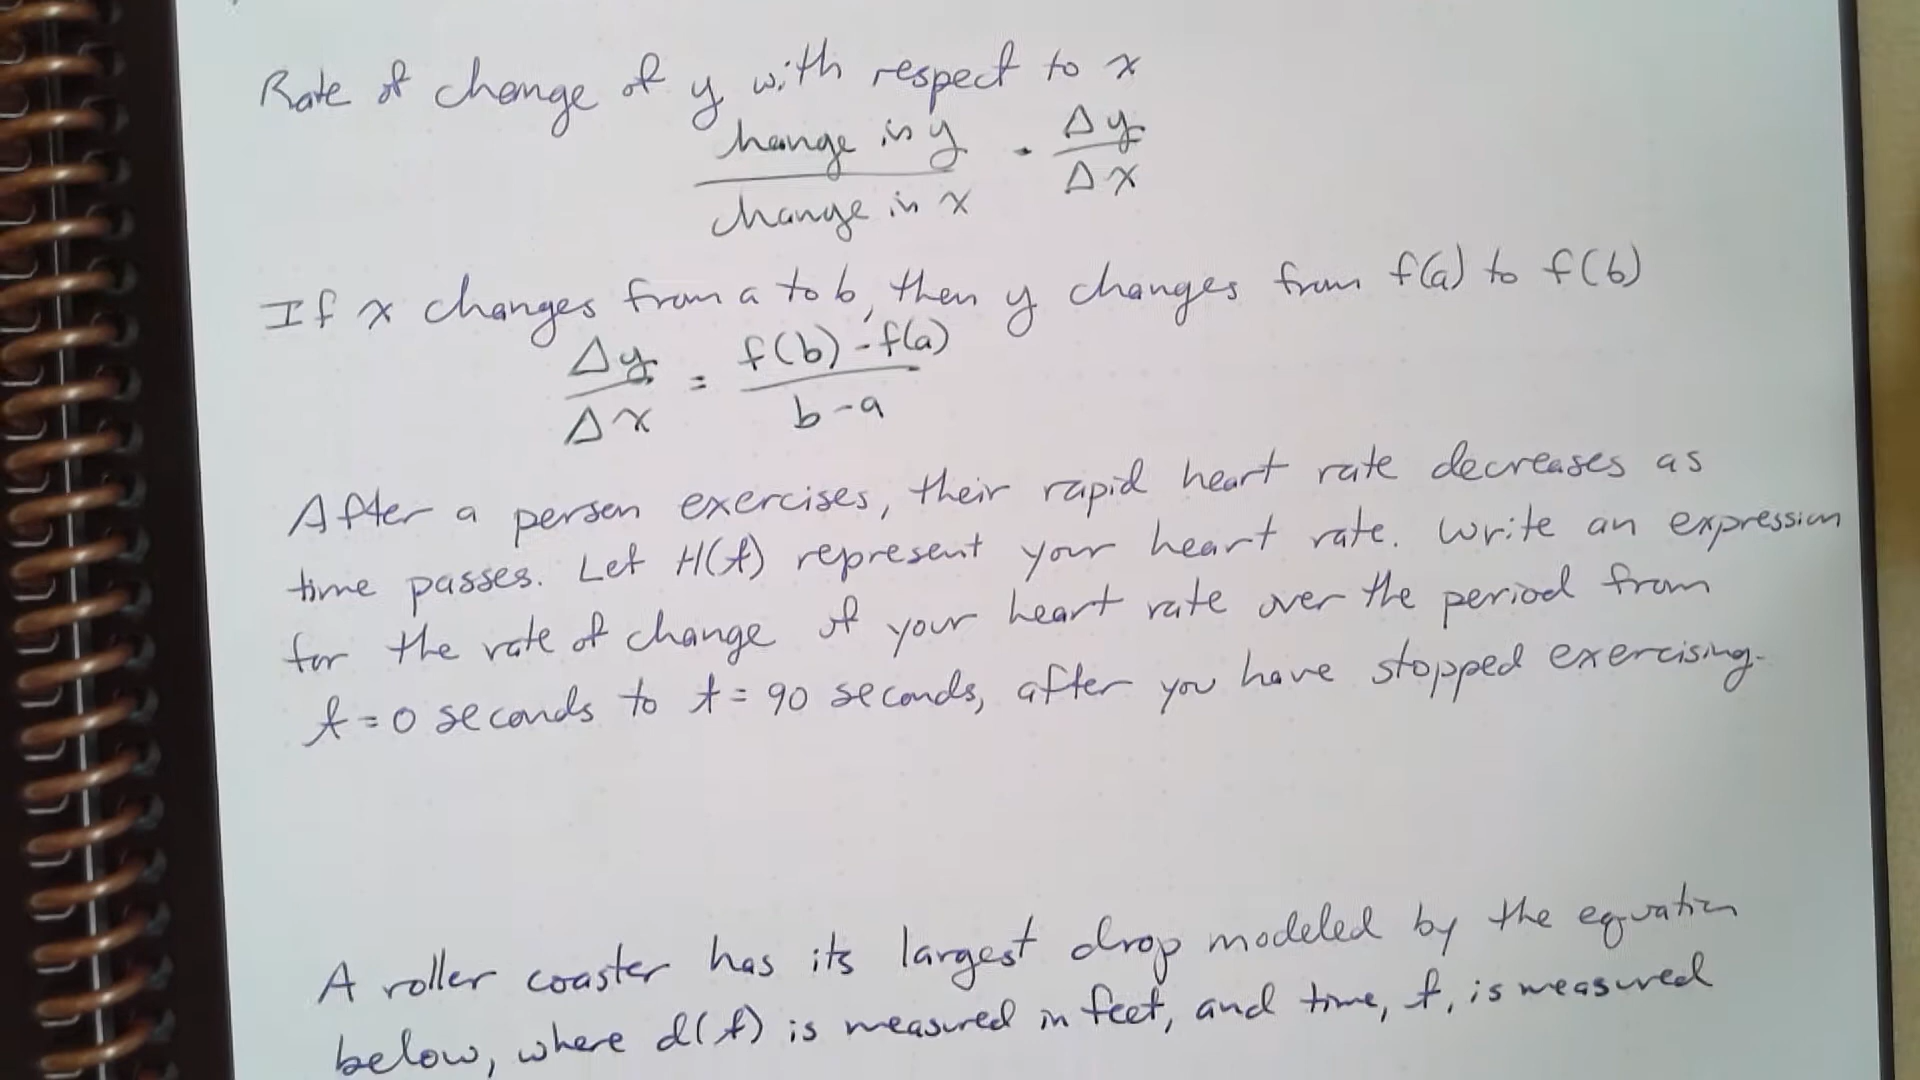 Rate of change of y with respect to x
change in y
change in x
= Δy
Δx
If x changes from a to b, then y changes from f(a) to f(b)
Δy
Δx
= f(b) - f(a)
b - a
After a person exercises, their rapid heart rate decreases as
time passes. Let H(t) represent your heart rate. Write an expression
for the rate of change of your heart rate over the period from
t = 0 seconds to t = 90 seconds, after you have stopped exercising.
A roller coaster has its largest drop modeled by the equation
below, where d(t) is measured in feet, and time, t, is measured